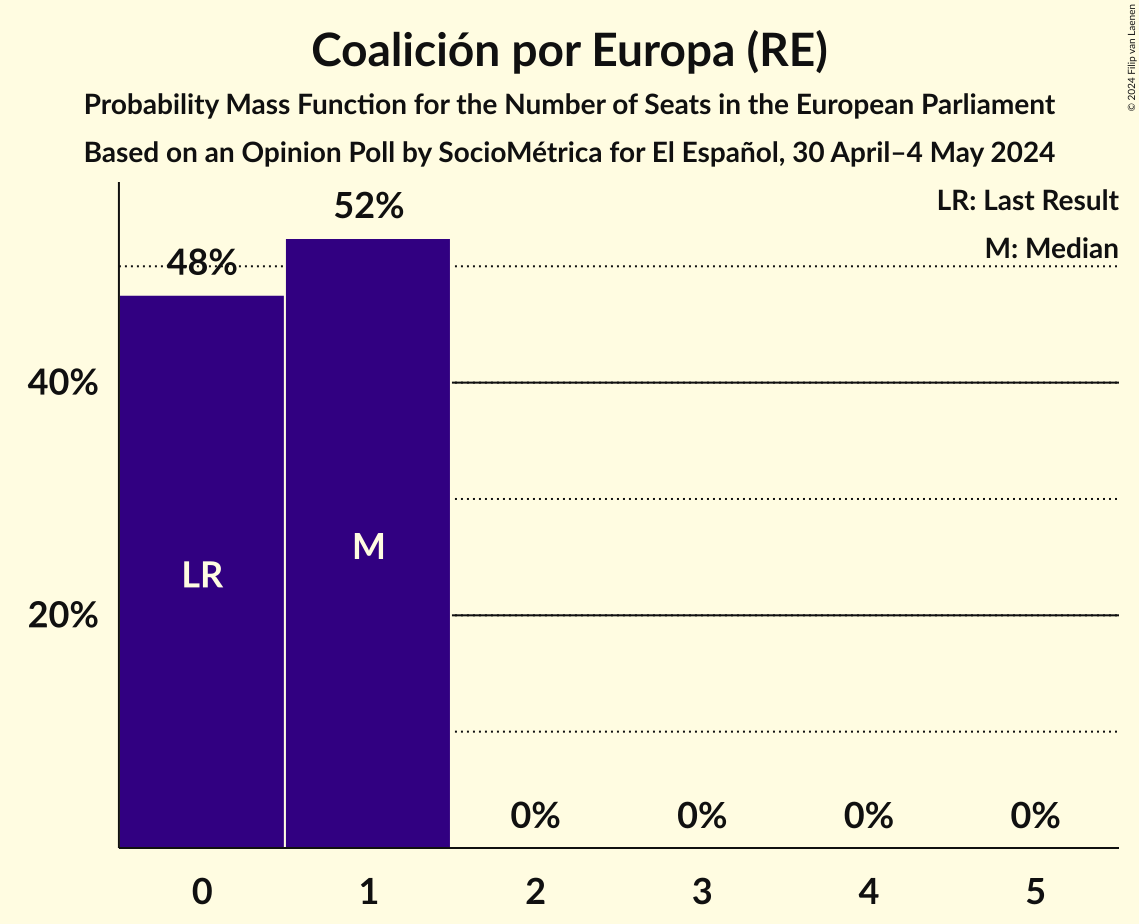 Coalición por Europa (RE)
Probability Mass Function for the Number of Seats in the European Parliament
Based on an Opinion Poll by SocioMétrica for El Español, 30 April–4 May 2024
© 2024 Filip van Laenen
LR: Last Result
M: Median
52%
48%
40%
20%
LR
M
0%
0%
0%
0%
0
1
2
3
4
5